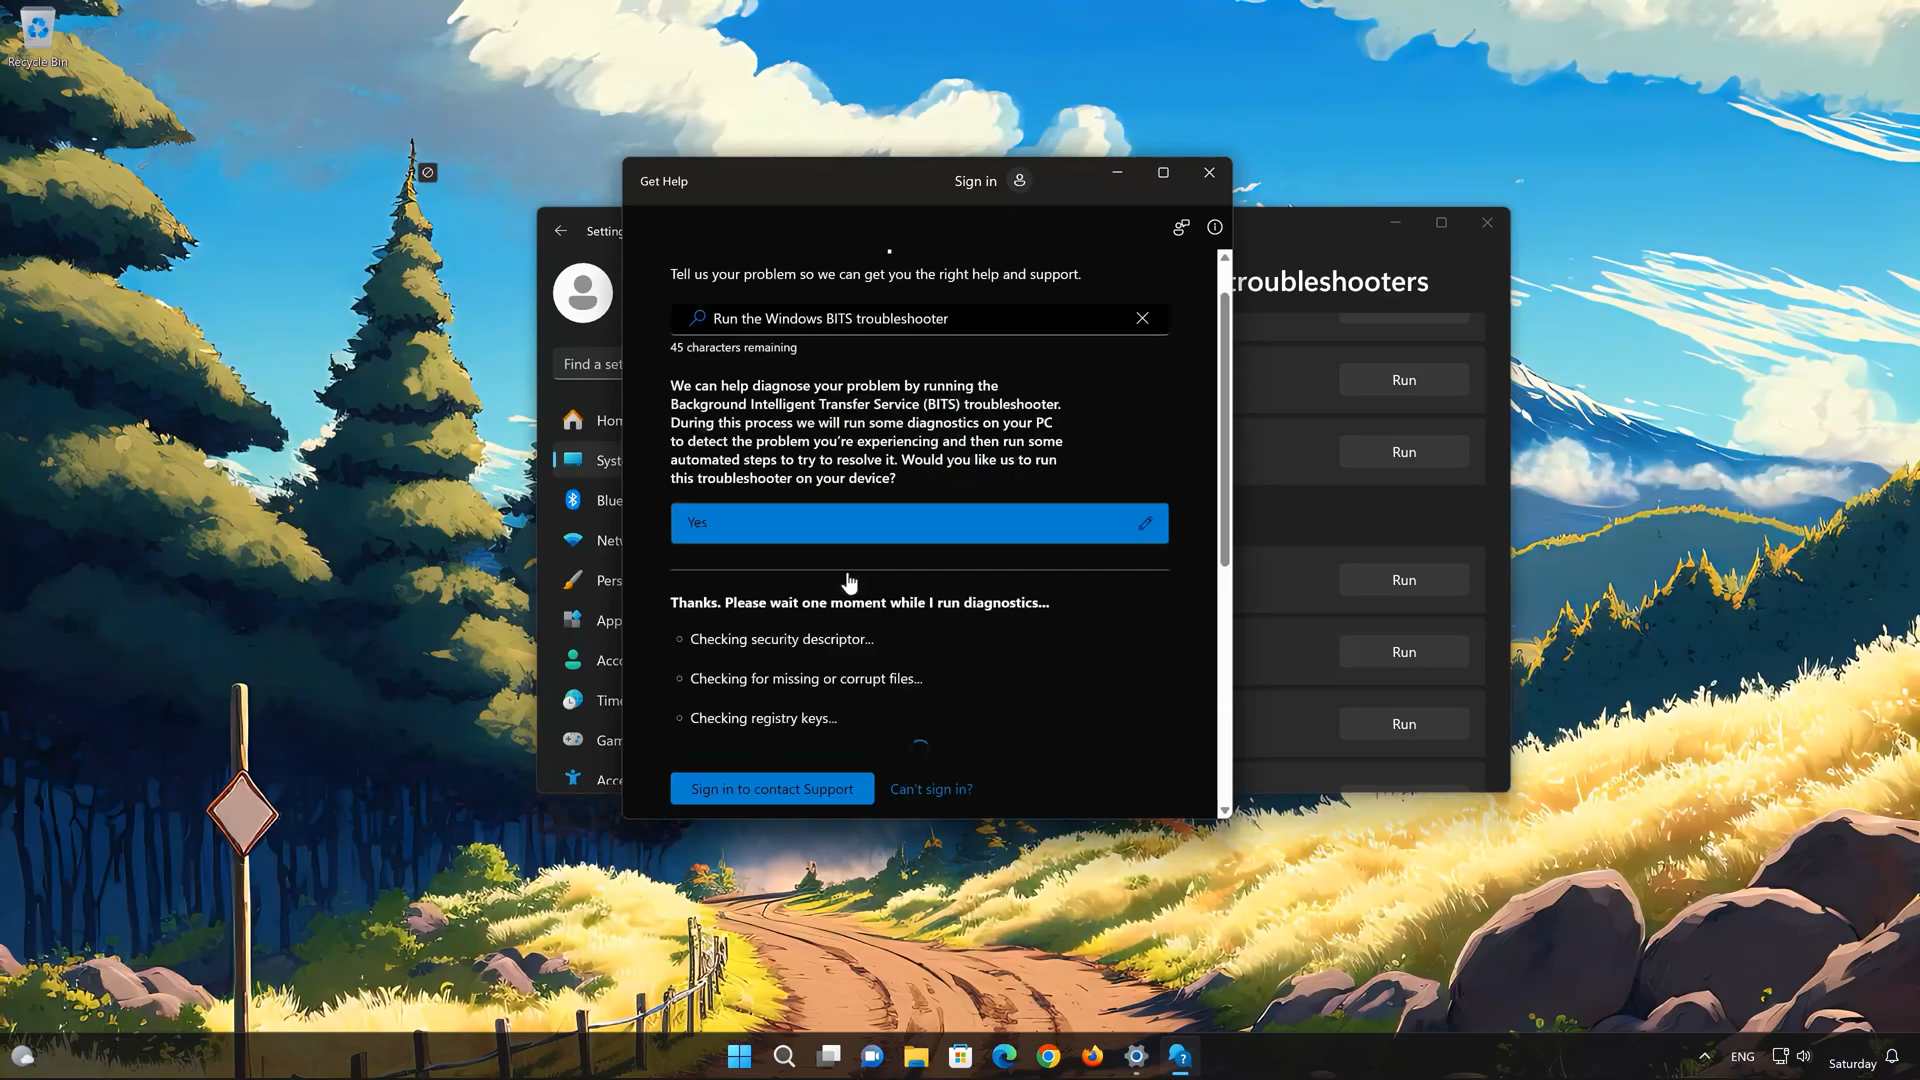 Recycle Bin
Get Help
Sign in
Settin
troubleshooters
Tell us your problem so we can get you the right help and support.
Run the Windows BITS troubleshooter
45 characters remaining
Find a set
We can help diagnose your problem by running the
Background Intelligent Transfer Service (BITS) troubleshooter.
During this process we will run some diagnostics on your PC
to detect the problem you're experiencing and then run some
automated steps to try to resolve it. Would you like us to run
this troubleshooter on your device?
Yes
Thanks. Please wait one moment while I run diagnostics...
Checking security descriptor...
Checking for missing or corrupt files...
Checking registry keys...
Sign in to contact Support
Can't sign in?
Hom
Syst
Blue
Netw
Pers
App
Acco
Time
Gam
Acce
Run
Run
Run
Run
Run
ENG
Saturday